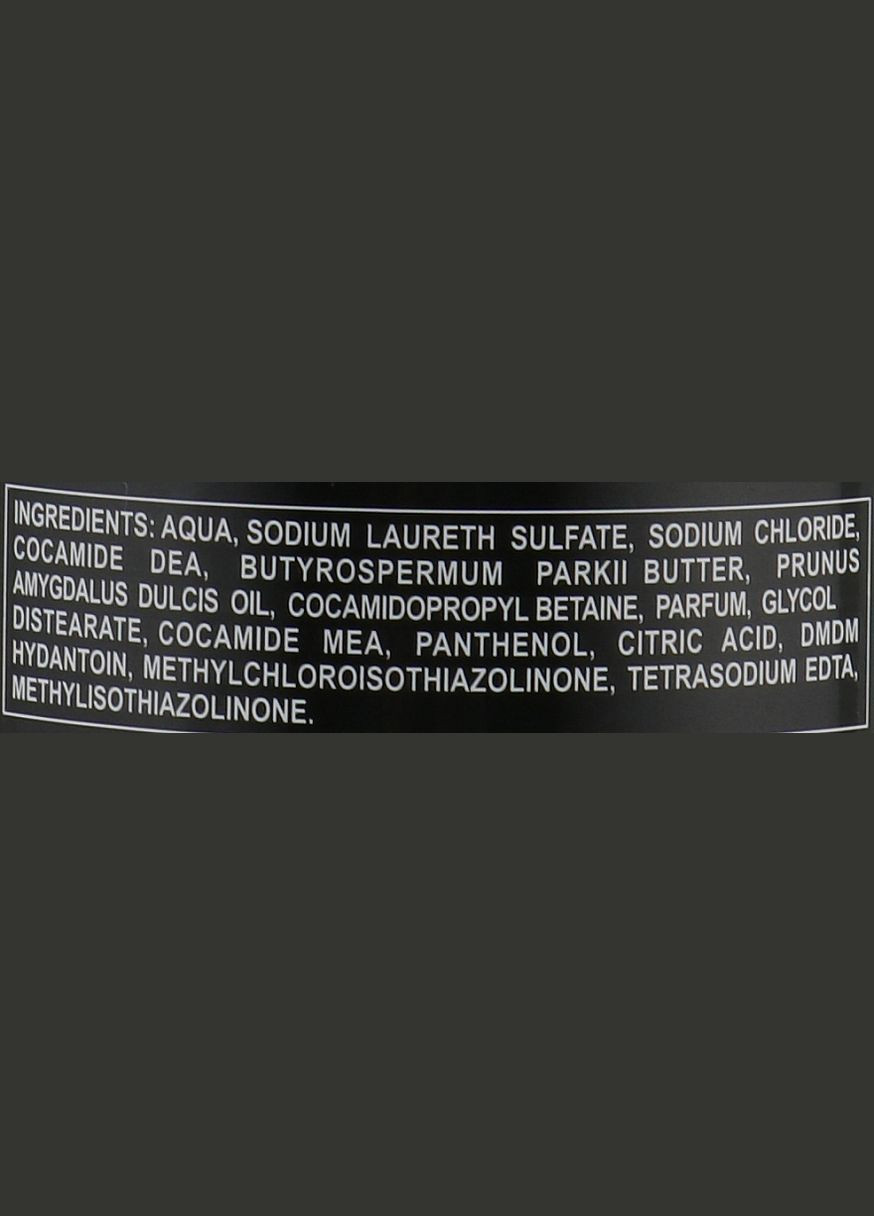 INGREDIENTS: AQUA, SODIUM LAURETH SULFATE, SODIUM CHLORIDE,
COCAMIDE DEA, BUTYROSPERMUM PARKII BUTTER, PRUNUS
AMYGDALUS DULCIS OIL, COCAMIDOPROPYL BETAINE, PARFUM, GLYCOL
DISTEARATE, COCAMIDE MEA, PANTHENOL, CITRIC ACID, DMDM
HYDANTOIN, METHYLCHLOROISOTHIAZOLINONE, TETRASODIUM EDTA,
METHYLISOTHIAZOLINONE.